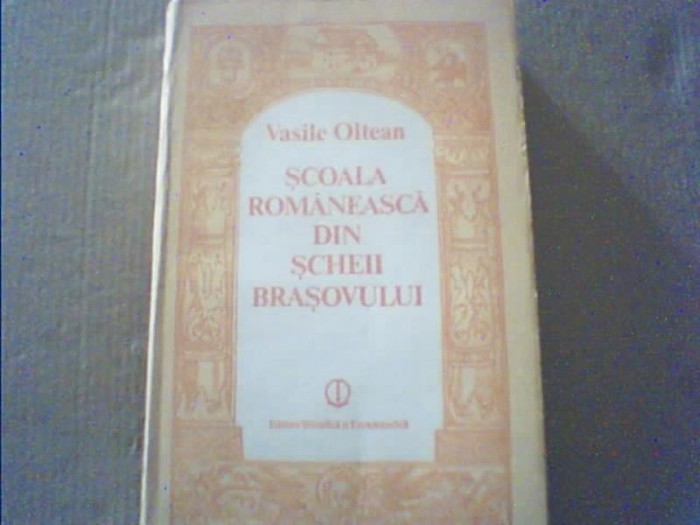 Vasile Oltean
ȘCOALA
ROMÂNEASCĂ
DIN
ȘCHEII
BRAȘOVULUI